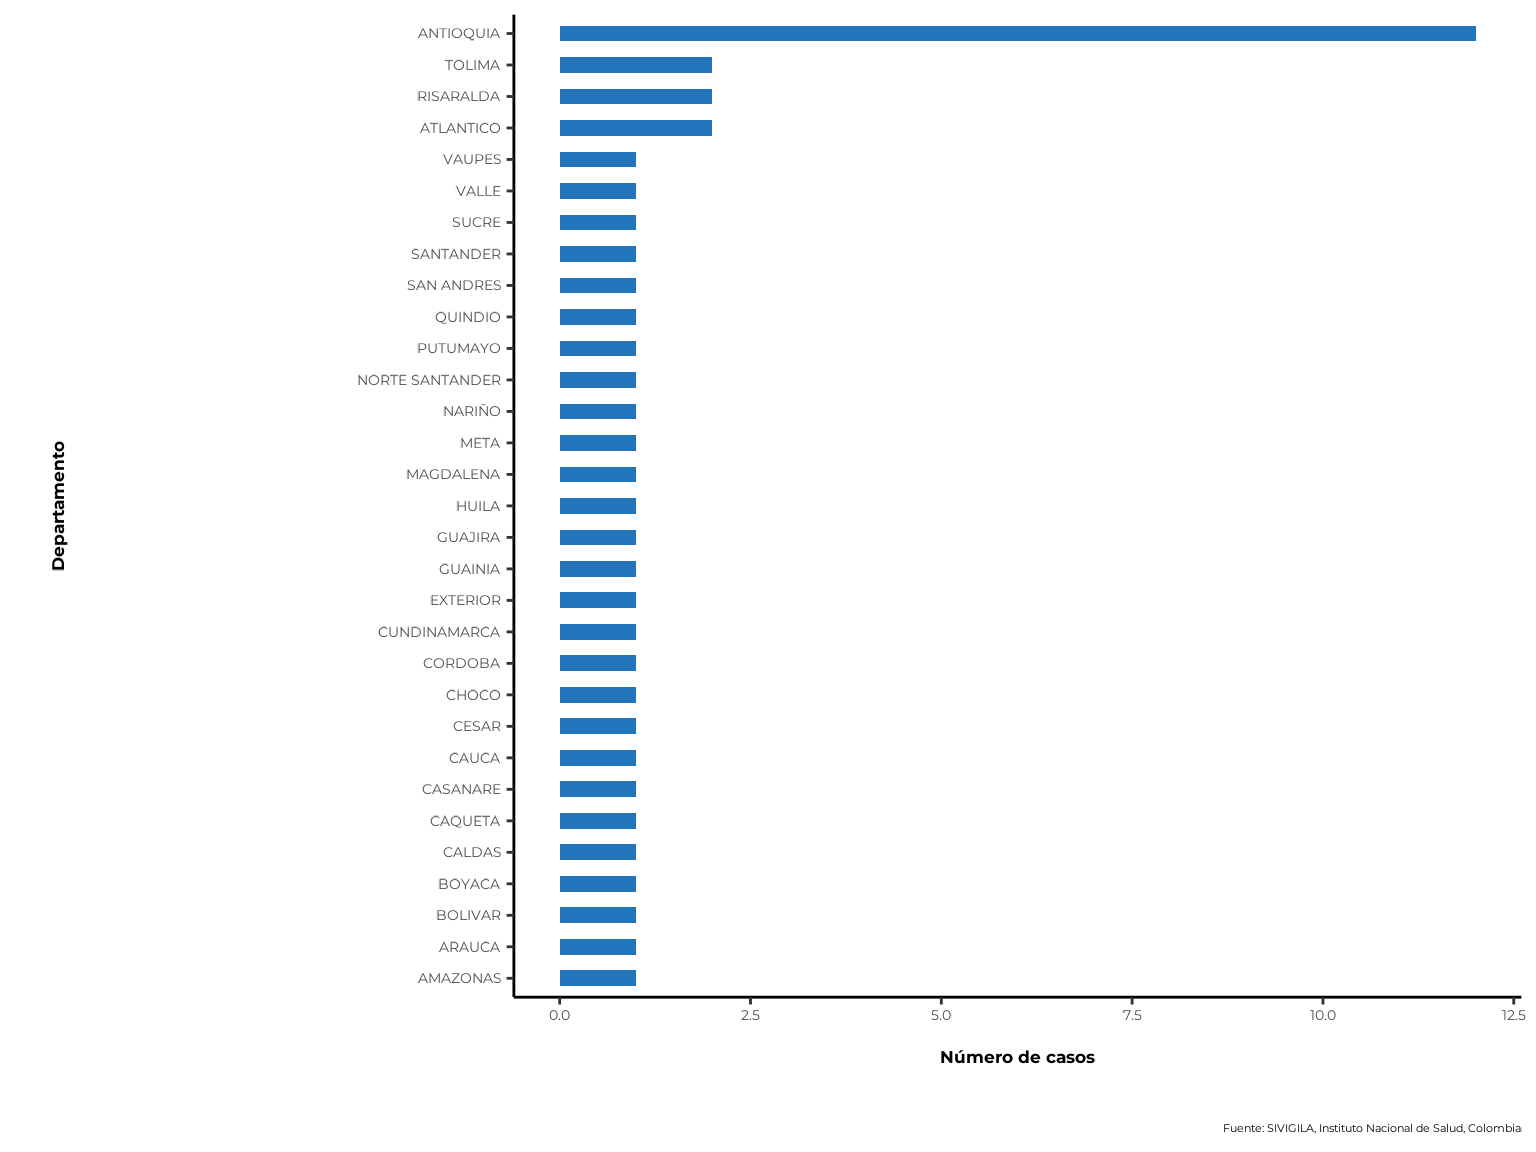 ANTIOQUIA
TOLIMA
RISARALDA
ATLANTICO
VAUPES
VALLE
SUCRE
SANTANDER
SAN ANDRES
QUINDIO
PUTUMAYO
NORTE SANTANDER
NARIÑO
META
MAGDALENA
HUILA
GUAJIRA
GUAINIA
EXTERIOR
CUNDINAMARCA
CORDOBA
CHOCO
CESAR
CAUCA
CASANARE
CAQUETA
CALDAS
BOYACA
BOLIVAR
ARAUCA
AMAZONAS
Departamento
0.0 2.5 5.0 7.5 10.0 12.5
Número de casos
Fuente: SIVIGILA, Instituto Nacional de Salud, Colombia